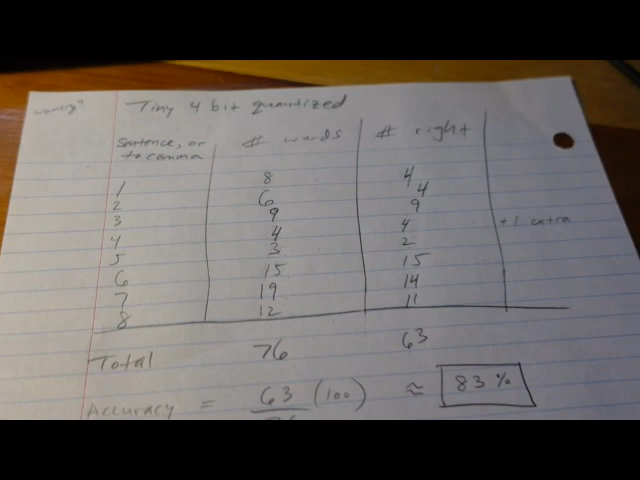 Tiny 4 bit quantized
Sentence, or to comma # words # right
1 8 4
2 6 4
3 9 9
4 4 4 +1 extra
5 3 2
6 15 15
7 19 14
8 12 11
Total 76 63
Accuracy = 63 (100) ≈ 83%
76